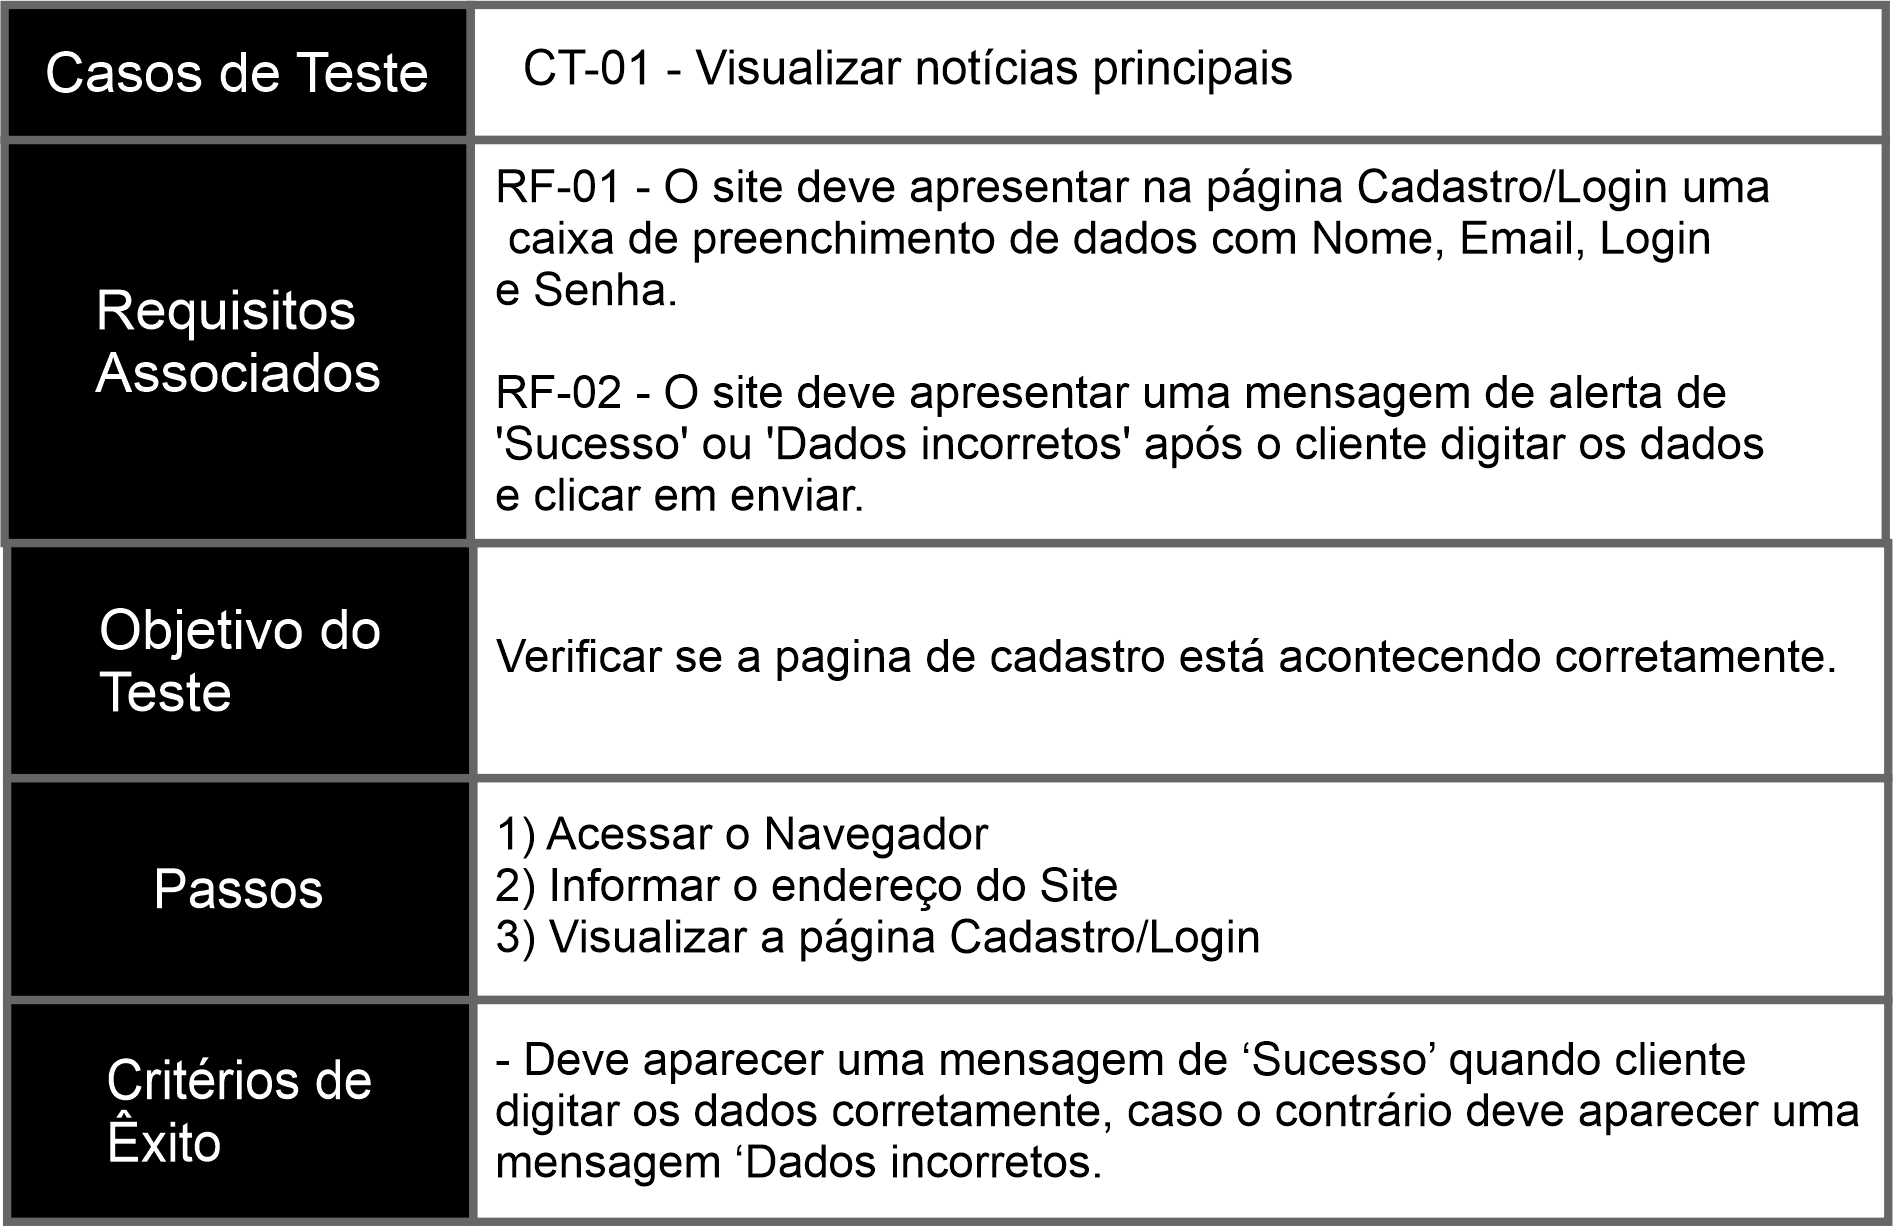 Casos de Teste
CT-01 - Visualizar notícias principais
Requisitos
Associados
RF-01 - O site deve apresentar na página Cadastro/Login uma
caixa de preenchimento de dados com Nome, Email, Login
e Senha.
RF-02 - O site deve apresentar uma mensagem de alerta de
'Sucesso' ou 'Dados incorretos' após o cliente digitar os dados
e clicar em enviar.
Objetivo do
Teste
Verificar se a pagina de cadastro está acontecendo corretamente.
Passos
1) Acessar o Navegador
2) Informar o endereço do Site
3) Visualizar a página Cadastro/Login
Critérios de
Êxito
- Deve aparecer uma mensagem de ‘Sucesso’ quando cliente
digitar os dados corretamente, caso o contrário deve aparecer uma
mensagem ‘Dados incorretos.